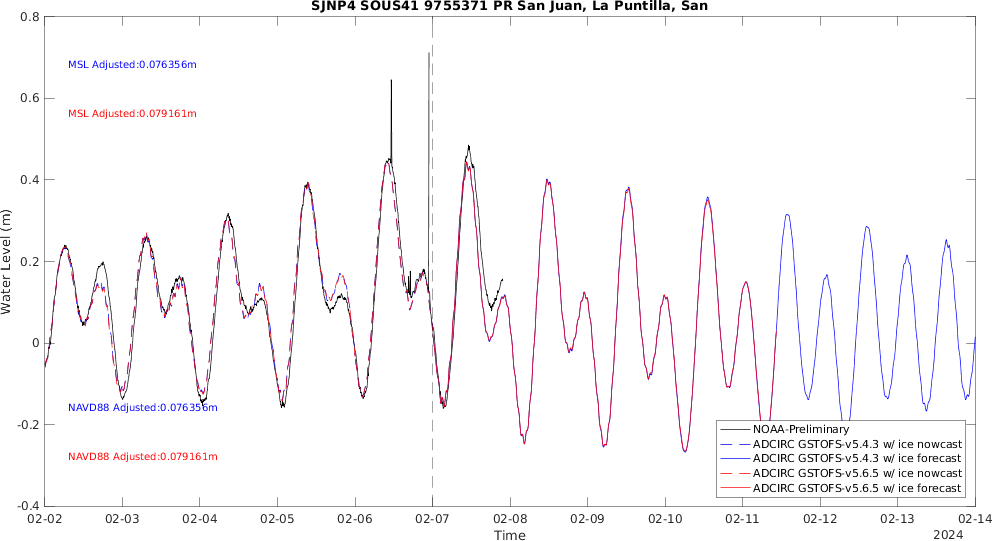 SJNP4 SOUS41 9755371 PR San Juan, La Puntilla, San
Water Level (m)
0.8
0.6
0.4
0.2
0
-0.2
-0.4
MSL Adjusted:0.076356m
MSL Adjusted:0.079161m
NAVD88 Adjusted:0.076356m
NAVD88 Adjusted:0.079161m
NOAA-Preliminary
ADCIRC GSTOFS-v5.4.3 w/ ice nowcast
ADCIRC GSTOFS-v5.4.3 w/ ice forecast
ADCIRC GSTOFS-v5.6.5 w/ ice nowcast
ADCIRC GSTOFS-v5.6.5 w/ ice forecast
02-02 02-03 02-04 02-05 02-06 02-07 02-08 02-09 02-10 02-11 02-12 02-13 02-14
Time
2024